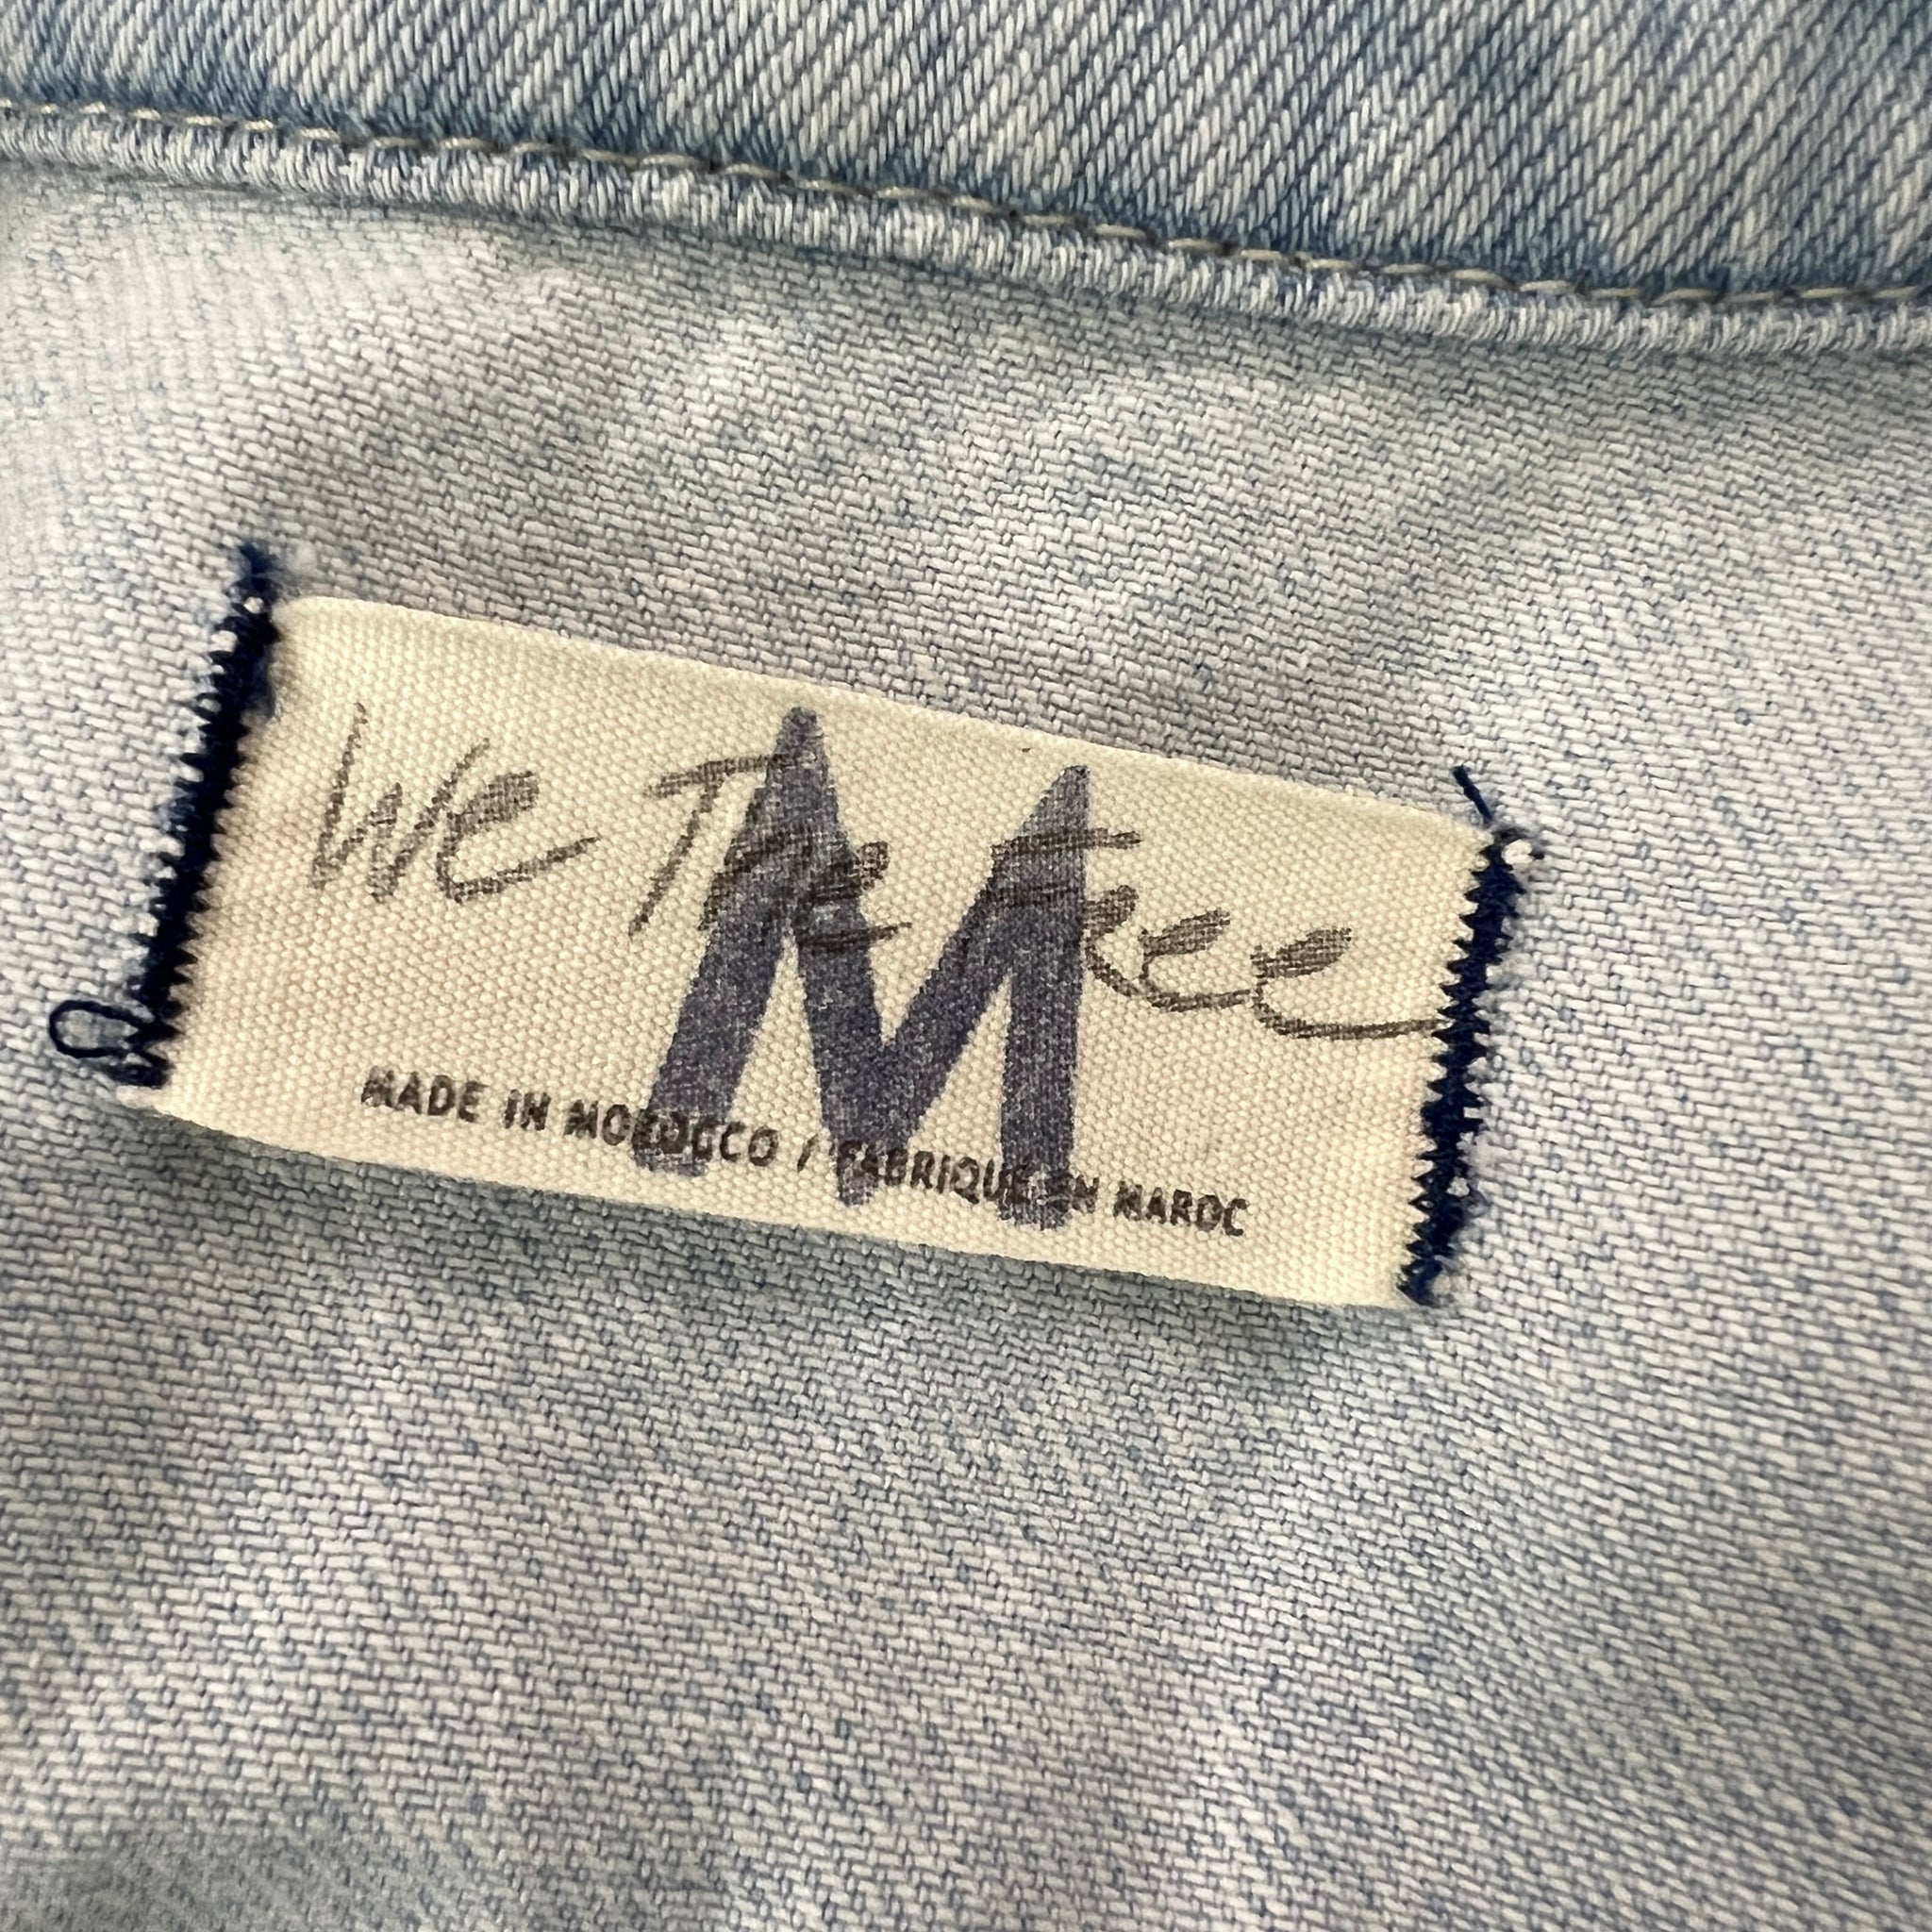 We The Free
M
MADE IN MOROCCO / FABRIQUE EN MAROC